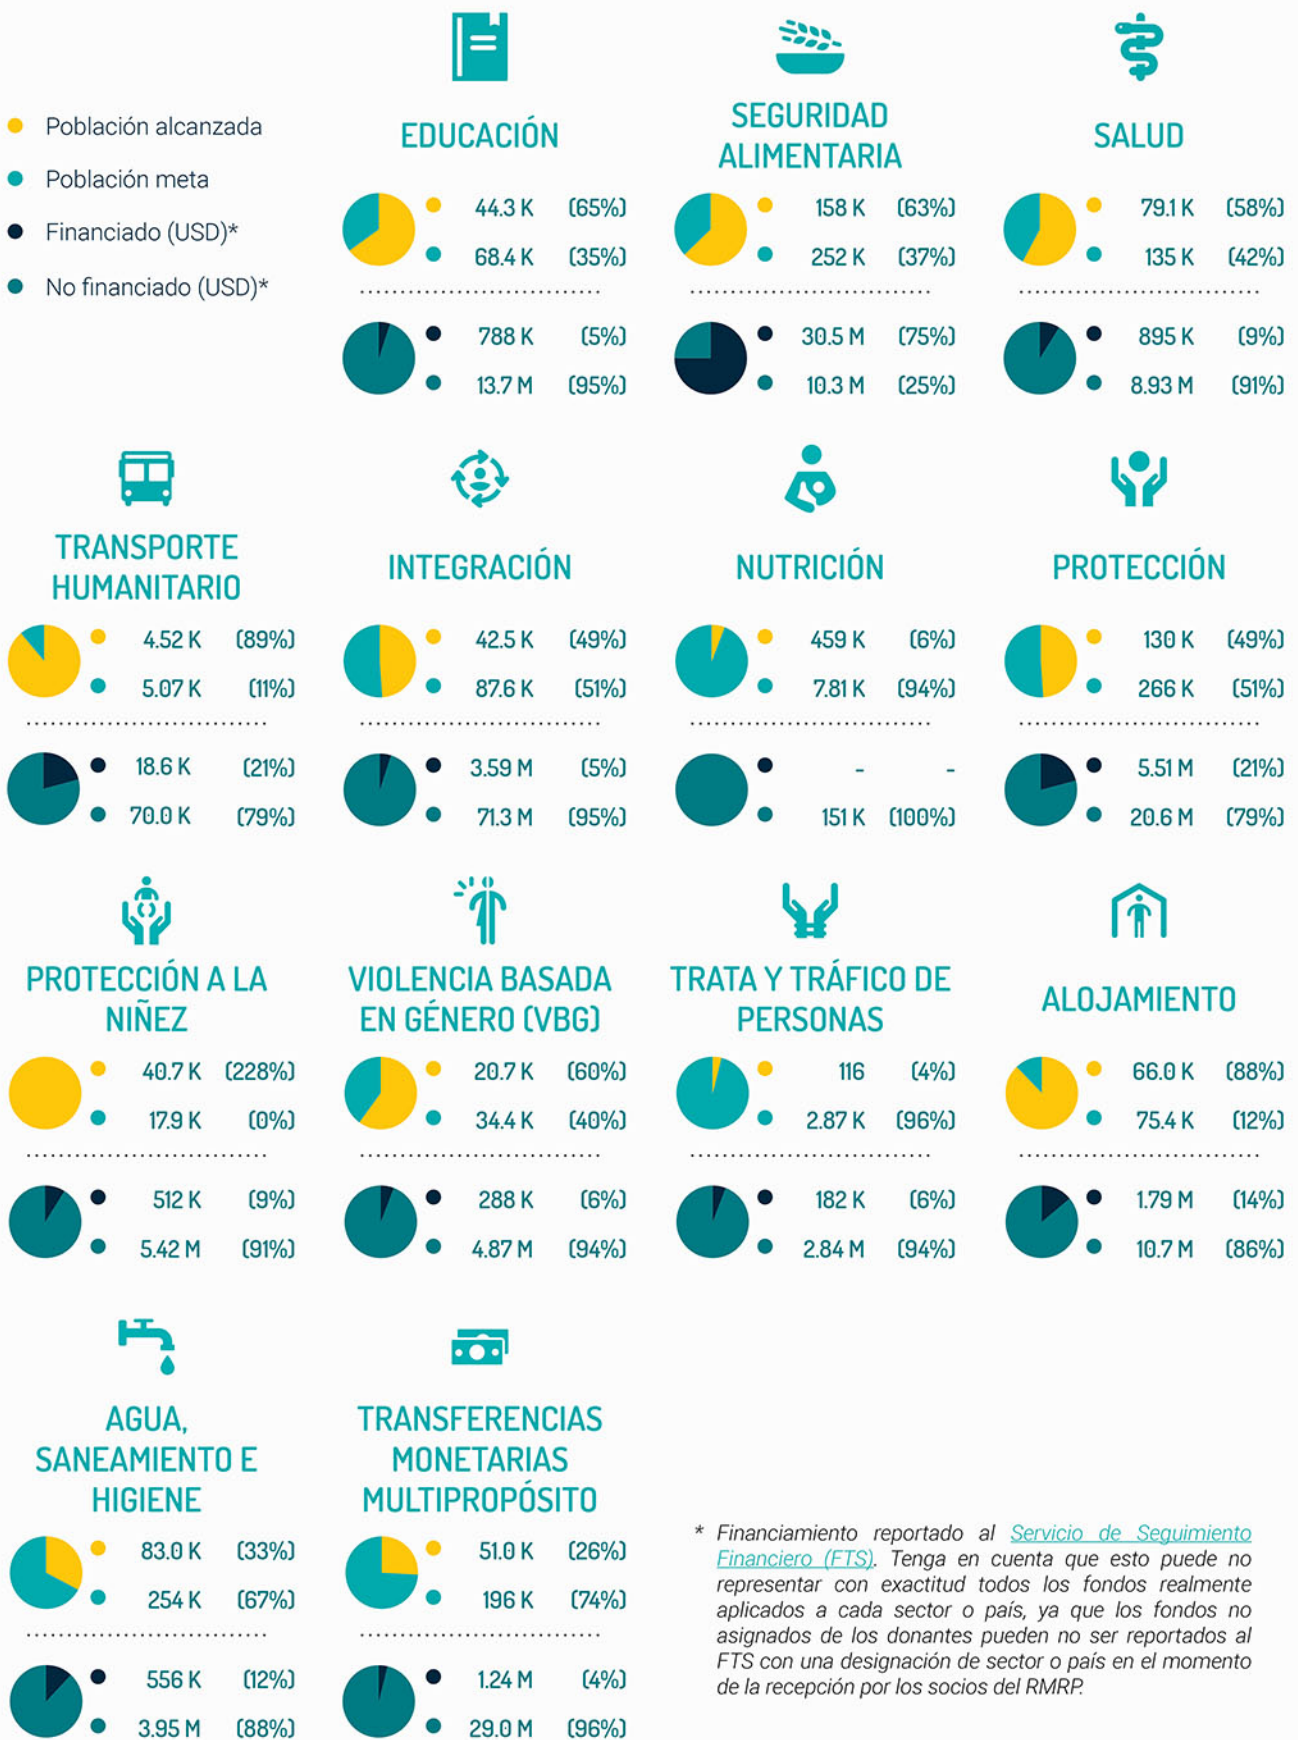 Población alcanzada
Población meta
Financiado (USD)*
No financiado (USD)*
EDUCACIÓN
44.3 K (65%)
68.4 K (35%)
788 K (5%)
13.7 M (95%)
SEGURIDAD
ALIMENTARIA
158 K (63%)
252 K (37%)
30.5 M (75%)
10.3 M (25%)
SALUD
79.1 K (58%)
135 K (42%)
895 K (9%)
8.93 M (91%)
TRANSPORTE
HUMANITARIO
4.52 K (89%)
5.07 K (11%)
18.6 K (21%)
70.0 K (79%)
INTEGRACIÓN
42.5 K (49%)
87.6 K (51%)
3.59 M (5%)
71.3 M (95%)
NUTRICIÓN
459 K (6%)
7.81 K (94%)
- -
151 K (100%)
PROTECCIÓN
130 K (49%)
266 K (51%)
5.51 M (21%)
20.6 M (79%)
PROTECCIÓN A LA
NIÑEZ
40.7 K (228%)
17.9 K (0%)
512 K (9%)
5.42 M (91%)
VIOLENCIA BASADA
EN GÉNERO (VBG)
20.7 K (60%)
34.4 K (40%)
288 K (6%)
4.87 M (94%)
TRATA Y TRÁFICO DE
PERSONAS
116 (4%)
2.87 K (96%)
182 K (6%)
2.84 M (94%)
ALOJAMIENTO
66.0 K (88%)
75.4 K (12%)
1.79 M (14%)
10.7 M (86%)
AGUA,
SANEAMIENTO E
HIGIENE
83.0 K (33%)
254 K (67%)
556 K (12%)
3.95 M (88%)
TRANSFERENCIAS
MONETARIAS
MULTIPROPÓSITO
51.0 K (26%)
196 K (74%)
1.24 M (4%)
29.0 M (96%)
* Financiamiento reportado al Servicio de Seguimiento
Financiero (FTS). Tenga en cuenta que esto puede no
representar con exactitud todos los fondos realmente
aplicados a cada sector o país, ya que los fondos no
asignados de los donantes pueden no ser reportados al
FTS con una designación de sector o país en el momento
de la recepción por los socios del RMRP.